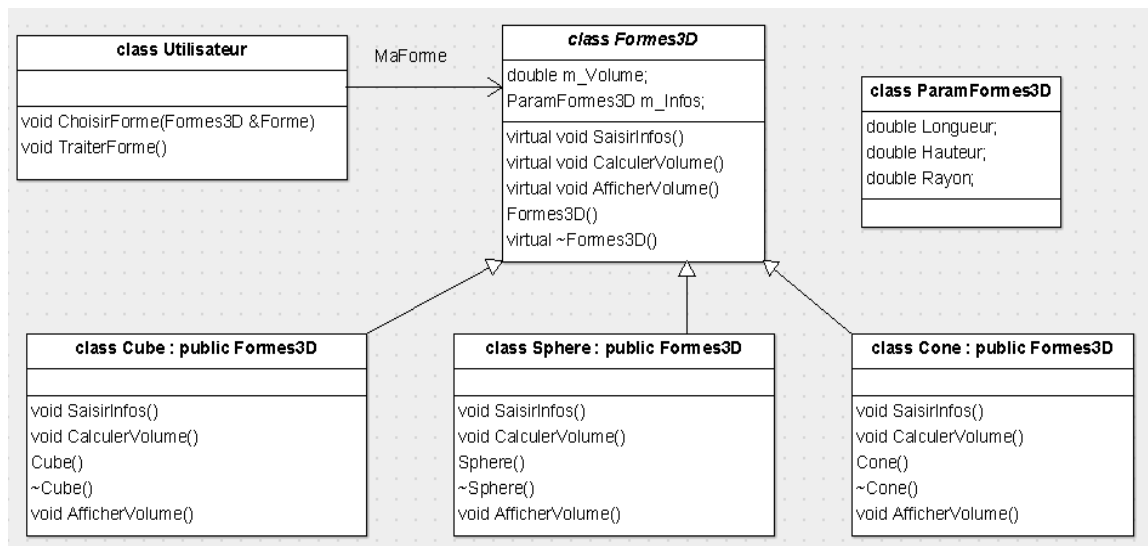 class Utilisateur
void ChoisirForme(Formes3D &Forme)
void TraiterForme()
MaForme
class Formes3D
double m_Volume;
ParamFormes3D m_Infos;
virtual void SaisirInfos()
virtual void CalculerVolume()
virtual void AfficherVolume()
Formes3D()
virtual ~Formes3D()
class ParamFormes3D
double Longueur;
double Hauteur;
double Rayon;
class Cube : public Formes3D
void SaisirInfos()
void CalculerVolume()
Cube()
~Cube()
void AfficherVolume()
class Sphere : public Formes3D
void SaisirInfos()
void CalculerVolume()
Sphere()
~Sphere()
void AfficherVolume()
class Cone : public Formes3D
void SaisirInfos()
void CalculerVolume()
Cone()
~Cone()
void AfficherVolume()